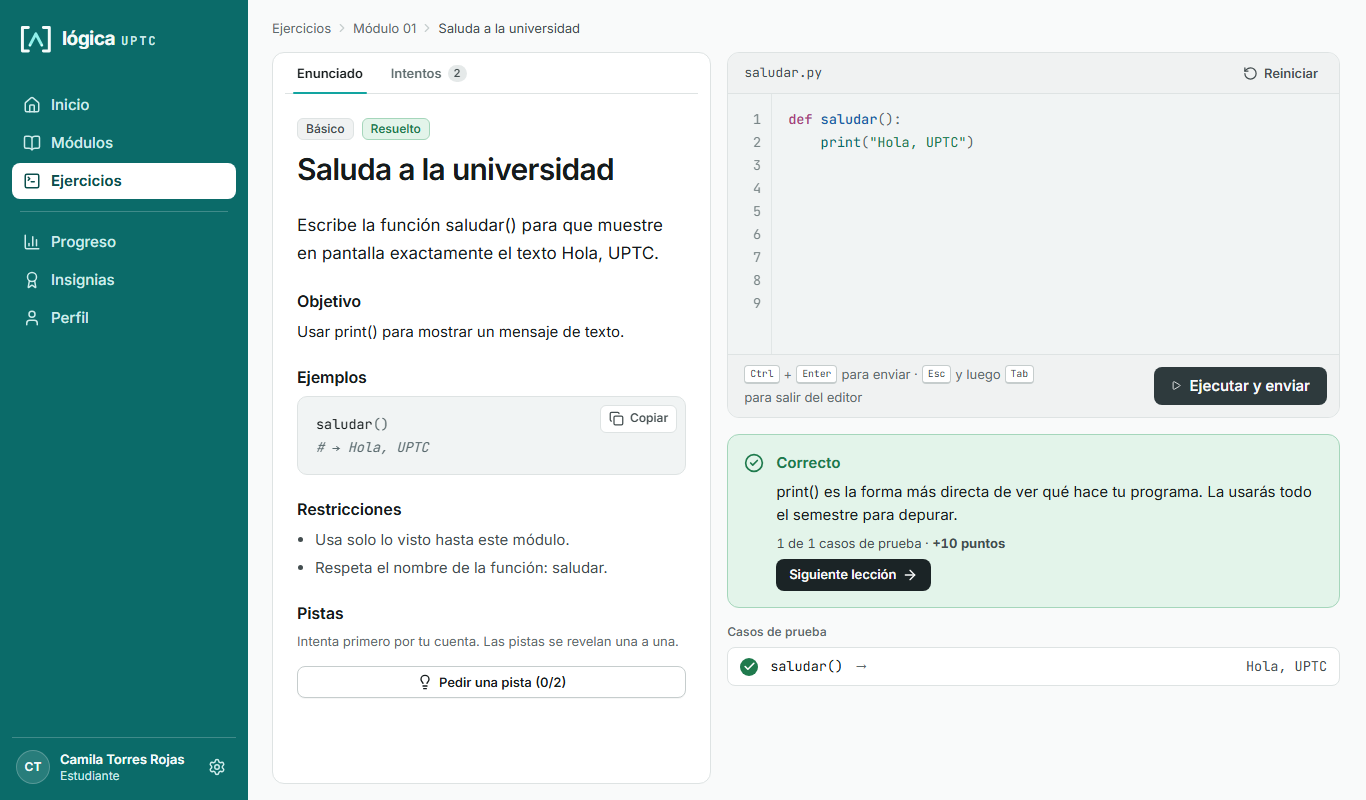 lógica UPTC
Inicio
Módulos
Ejercicios
Progreso
Insignias
Perfil
CT
Camila Torres Rojas
Estudiante
Ejercicios > Módulo 01 > Saluda a la universidad
Enunciado Intentos 2
Básico Resuelto
Saluda a la universidad
Escribe la función saludar() para que muestre
en pantalla exactamente el texto Hola, UPTC.
Objetivo
Usar print() para mostrar un mensaje de texto.
Ejemplos
Copiar
saludar()
# → Hola, UPTC
Restricciones
• Usa solo lo visto hasta este módulo.
• Respeta el nombre de la función: saludar.
Pistas
Intenta primero por tu cuenta. Las pistas se revelan una a una.
Pedir una pista (0/2)
saludar.py Reiniciar
1 def saludar():
2     print("Hola, UPTC")
3
4
5
6
7
8
9
Ctrl + Enter para enviar · Esc y luego Tab
para salir del editor
Ejecutar y enviar
Correcto
print() es la forma más directa de ver qué hace tu programa. La usarás todo
el semestre para depurar.
1 de 1 casos de prueba · +10 puntos
Siguiente lección →
Casos de prueba
saludar() → Hola, UPTC